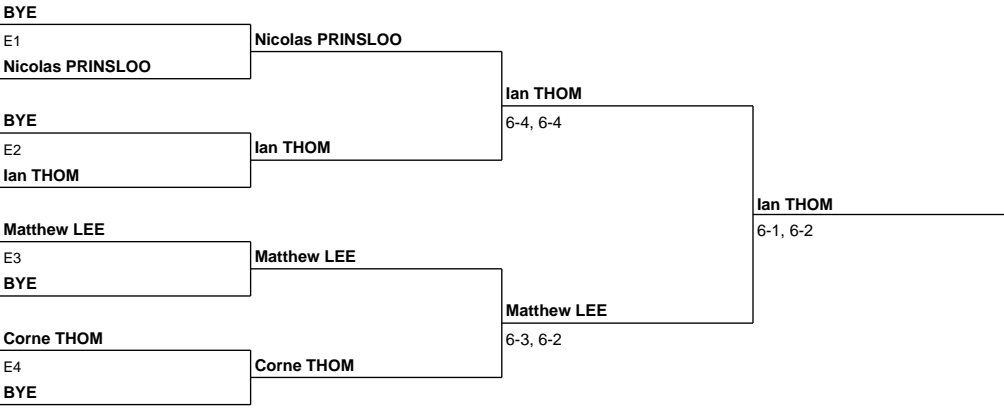 BYE
E1
Nicolas PRINSLOO
BYE
E2
Ian THOM
Matthew LEE
E3
BYE
Corne THOM
E4
BYE
Nicolas PRINSLOO
Ian THOM
Matthew LEE
Corne THOM
Ian THOM
6-4, 6-4
Matthew LEE
6-3, 6-2
Ian THOM
6-1, 6-2